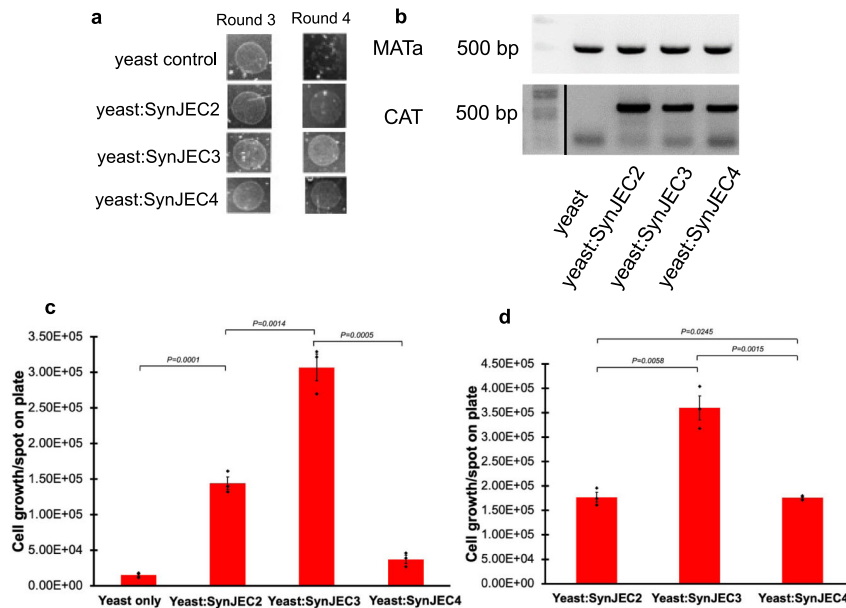 a
Round 3 Round 4
yeast control
yeast:SynJEC2
yeast:SynJEC3
yeast:SynJEC4
b
MATa 500 bp
CAT 500 bp
yeast
yeast:SynJEC2
yeast:SynJEC3
yeast:SynJEC4
c
Cell growth/spot on plate
3.50E+05
3.00E+05
2.50E+05
2.00E+05
1.50E+05
1.00E+05
5.00E+04
0.00E+00
P=0.0001
P=0.0014
P=0.0005
Yeast only Yeast:SynJEC2 Yeast:SynJEC3 Yeast:SynJEC4
d
Cell growth/spot on plate
4.50E+05
4.00E+05
3.50E+05
3.00E+05
2.50E+05
2.00E+05
1.50E+05
1.00E+05
5.00E+04
0.00E+00
P=0.0245
P=0.0058
P=0.0015
Yeast:SynJEC2 Yeast:SynJEC3 Yeast:SynJEC4